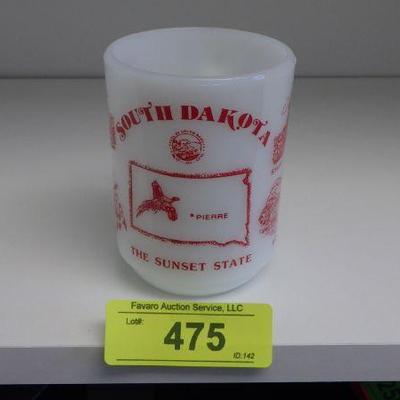 SOUTH DAKOTA
PIERRE
THE SUNSET STATE
Favaro Auction Service, LLC
Lot#:
475
ID:142